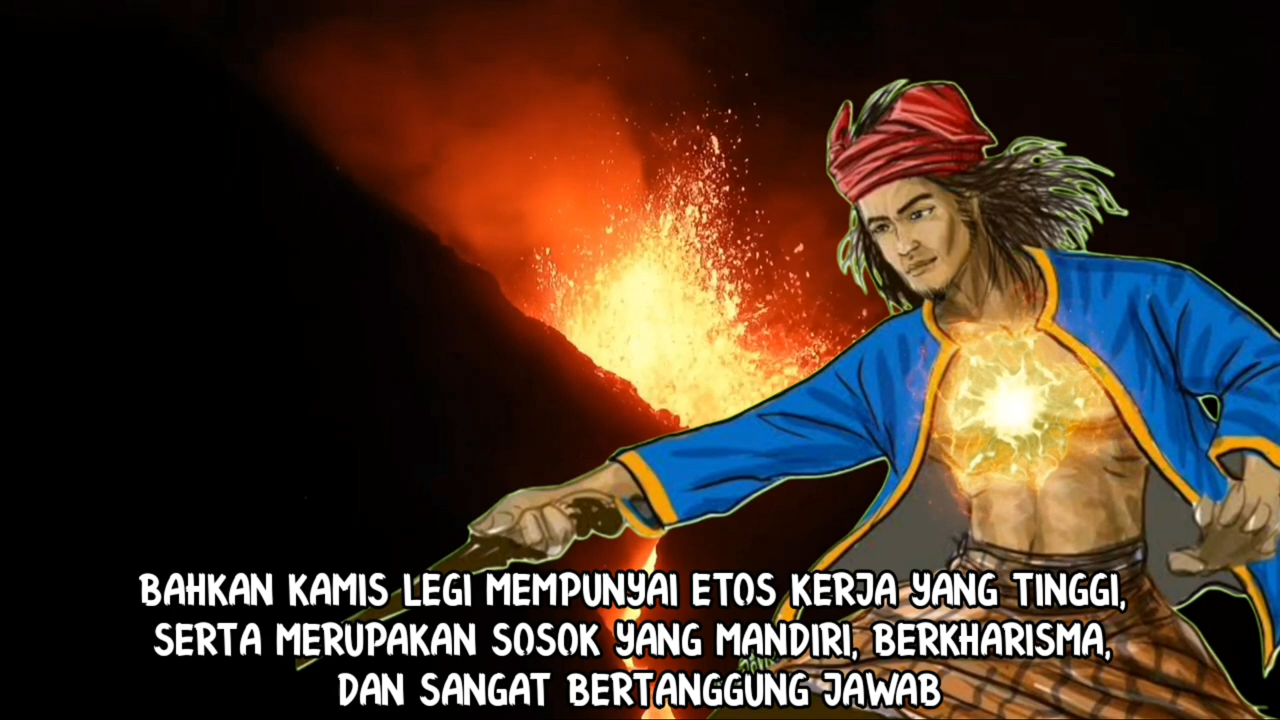 BAHKAN KAMIS LEGI MEMPUNYAI ETOS KERJA YANG TINGGI,
SERTA MERUPAKAN SOSOK YANG MANDIRI, BERKHARISMA,
DAN SANGAT BERTANGGUNG JAWAB